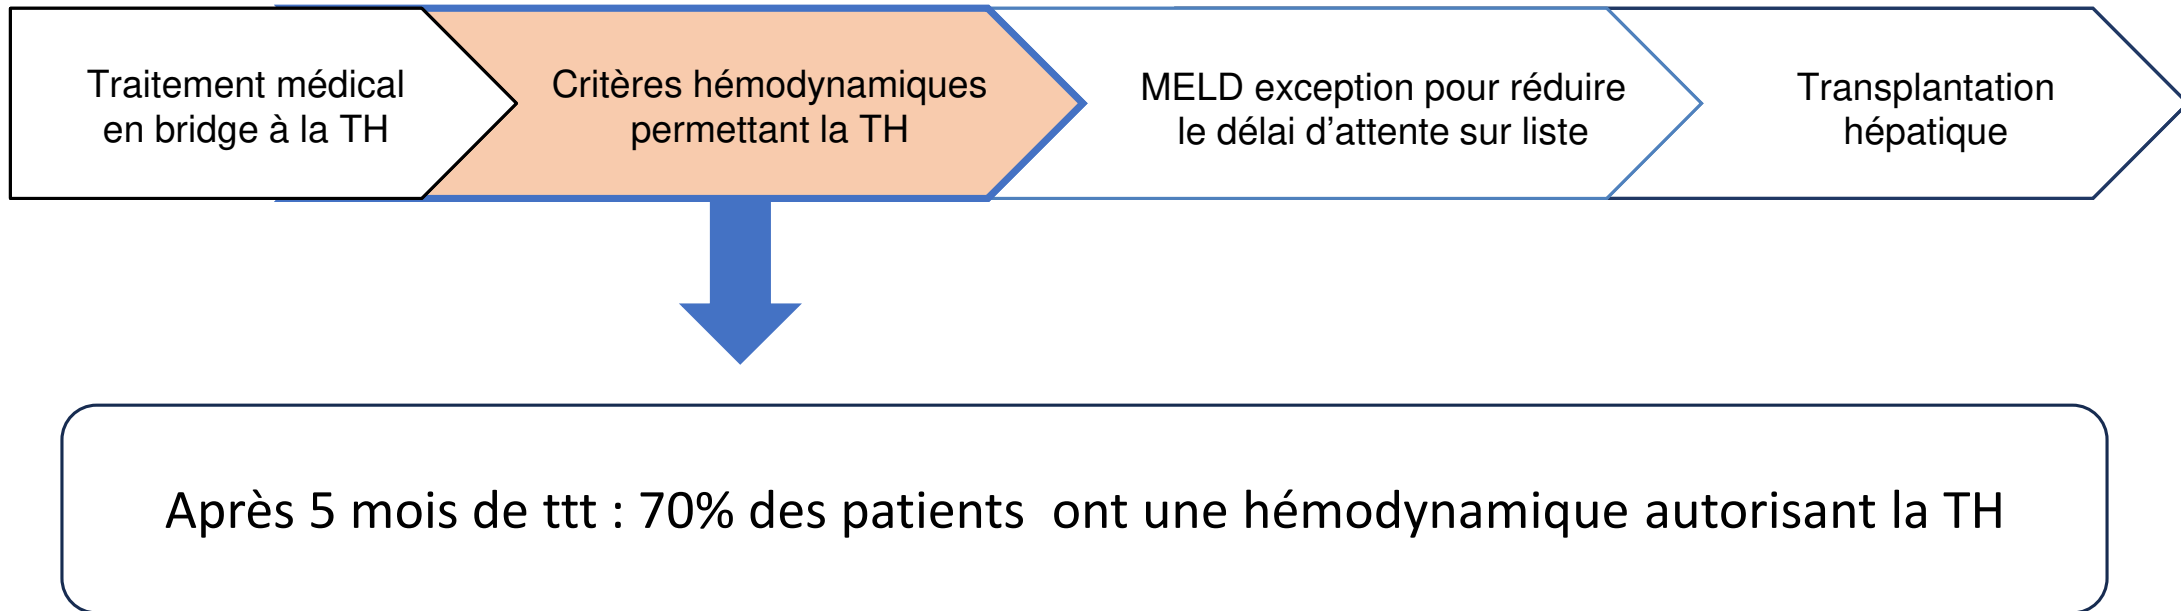 Traitement médical
en bridge à la TH
Critères hémodynamiques
permettant la TH
MELD exception pour réduire
le délai d'attente sur liste
Transplantation
hépatique
Après 5 mois de ttt : 70% des patients  ont une hémodynamique autorisant la TH